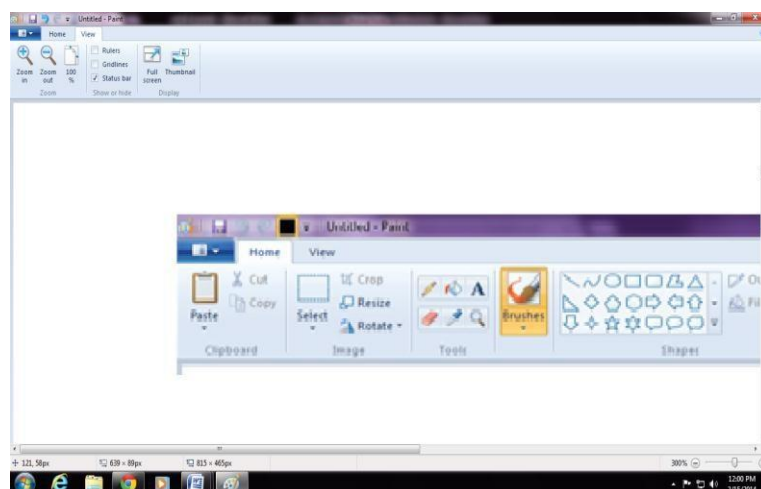 Untitled - Paint
Home View
Rulers
Gridlines
Status bar
Zoom in
Zoom out
100 %
Full screen
Thumbnail
Zoom
Show or hide
Display
Untitled - Paint
Home View
Cut
Copy
Paste
Crop
Resize
Rotate
Select
Brushes
Clipboard
Image
Tools
Shapes
121, 58px
639 × 89px
815 × 465px
300%
12:00 PM